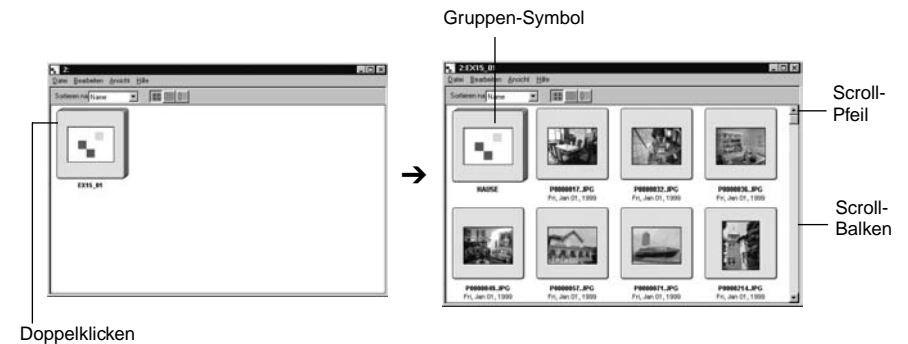 Gruppen-Symbol
2:
Datei Bearbeiten Ansicht Hilfe
Sortieren na Name
EX15_01
Doppelklicken
➔
2:EX15_01
Datei Bearbeiten Ansicht Hilfe
Sortieren na Name
Scroll-
Pfeil
HAUSE P0000017.JPG P0000032.JPG P0000036.JPG
Fri, Jan 01, 1999 Fri, Jan 01, 1999 Fri, Jan 01, 1999
Scroll-
Balken
P0000049.JPG P0000057.JPG P0000071.JPG P0000214.JPG
Fri, Jan 01, 1999 Fri, Jan 01, 1999 Fri, Jan 01, 1999 Fri, Jan 01, 1999